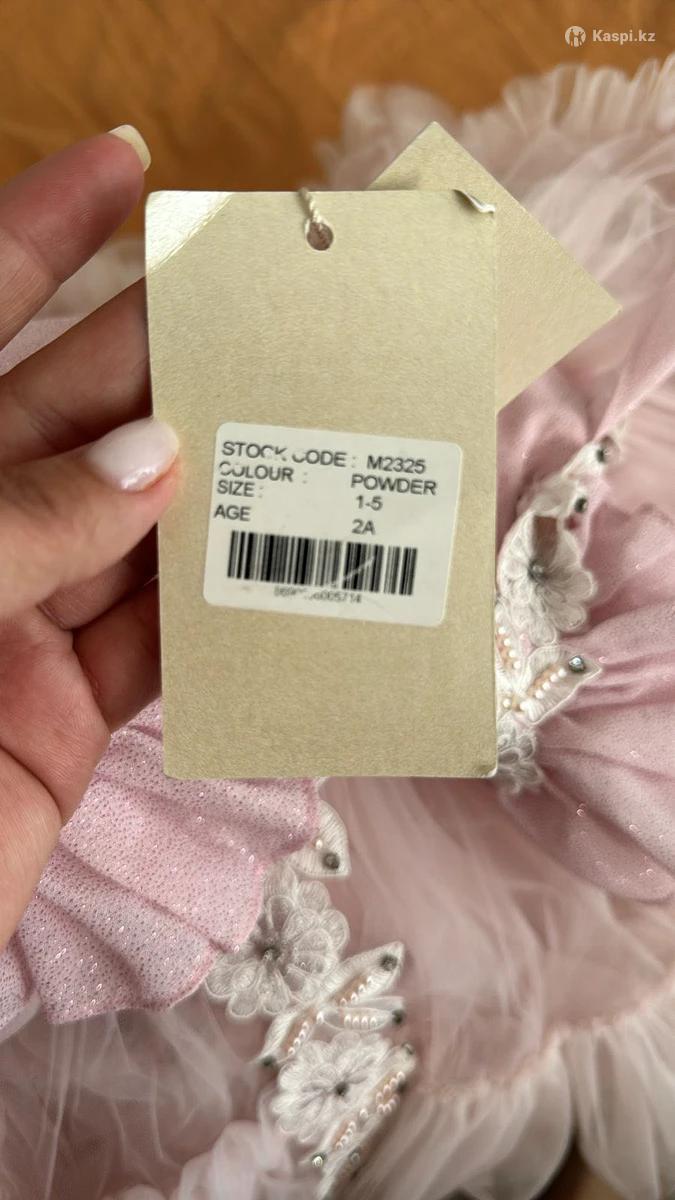 Kaspi.kz
STOCK CODE : M2325
COLOUR : POWDER
SIZE : 1-5
AGE 2A